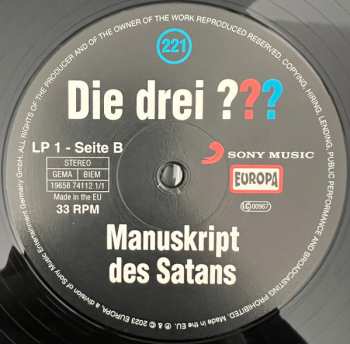 ALL RIGHTS OF THE PRODUCER AND OF THE OWNER OF THE WORK REPRODUCED RESERVED. COPYING, HIRING, LENDING, PUBLIC PERFORMANCE AND BROADCASTING PROHIBITED. Made in the EU. ℗ & © 2023 EUROPA, a division of Sony Music Entertainment Germany GmbH.
221
Die drei ???
LP 1 - Seite B
STEREO
GEMA BIEM
19658 74112 1/1
Made in the EU
33 RPM
SONY MUSIC
EUROPA
LC 00967
Manuskript
des Satans